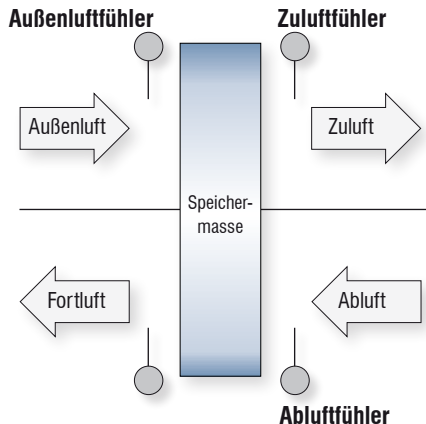 Außenluftfühler
Zuluftfühler
Außenluft
Zuluft
Speicher-
masse
Fortluft
Abluft
Abluftfühler